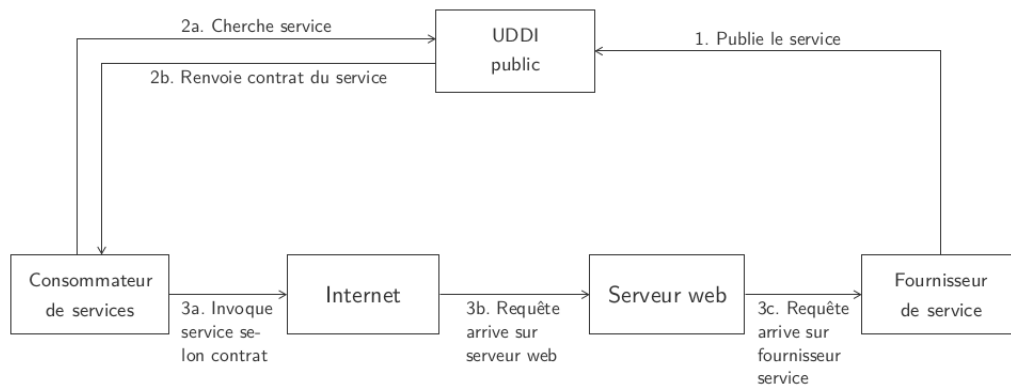 2a. Cherche service
UDDI
public
1. Publie le service
2b. Renvoie contrat du service
Consommateur
de services
3a. Invoque
service se-
lon contrat
Internet
3b. Requête
arrive sur
serveur web
Serveur web
3c. Requête
arrive sur
fournisseur
service
Fournisseur
de service